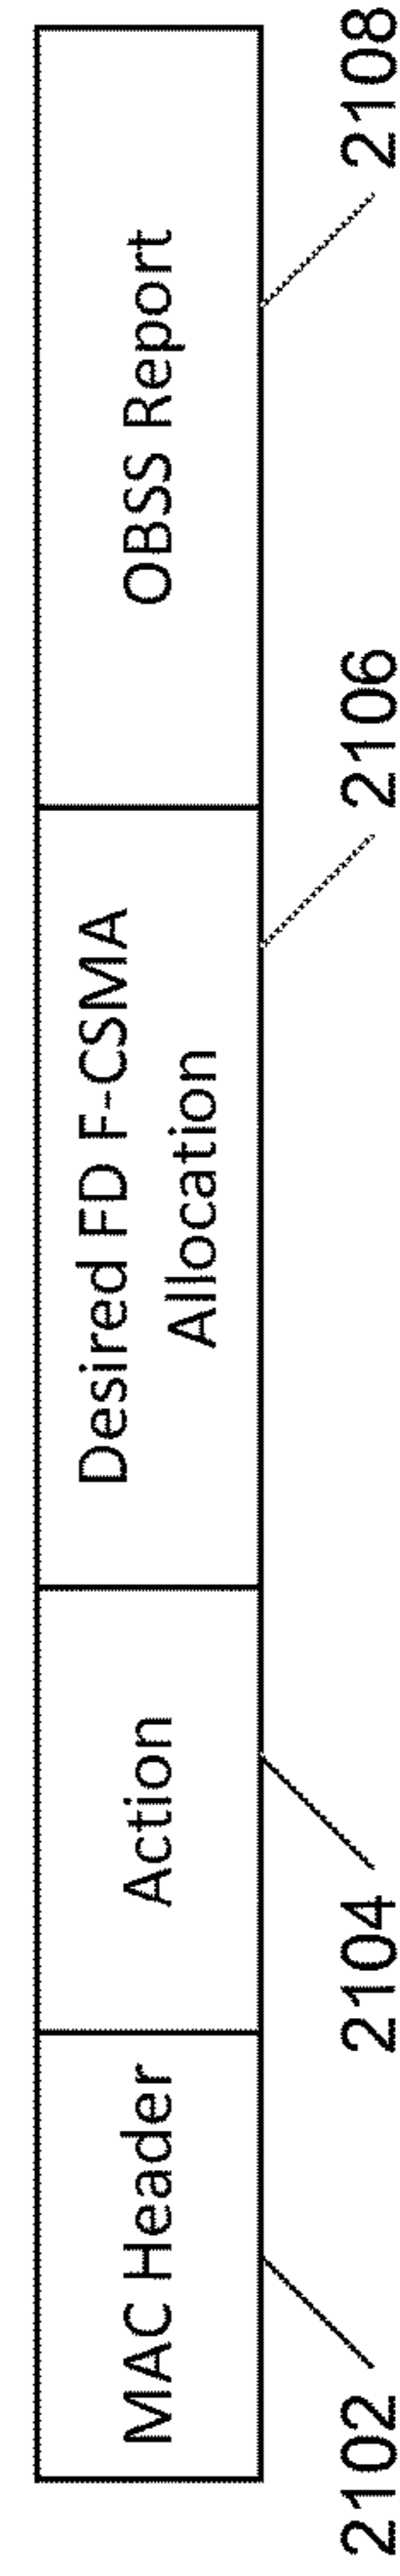 MAC Header
Action
Desired FD F-CSMA
Allocation
OBSS Report
2102
2104
2106
2108